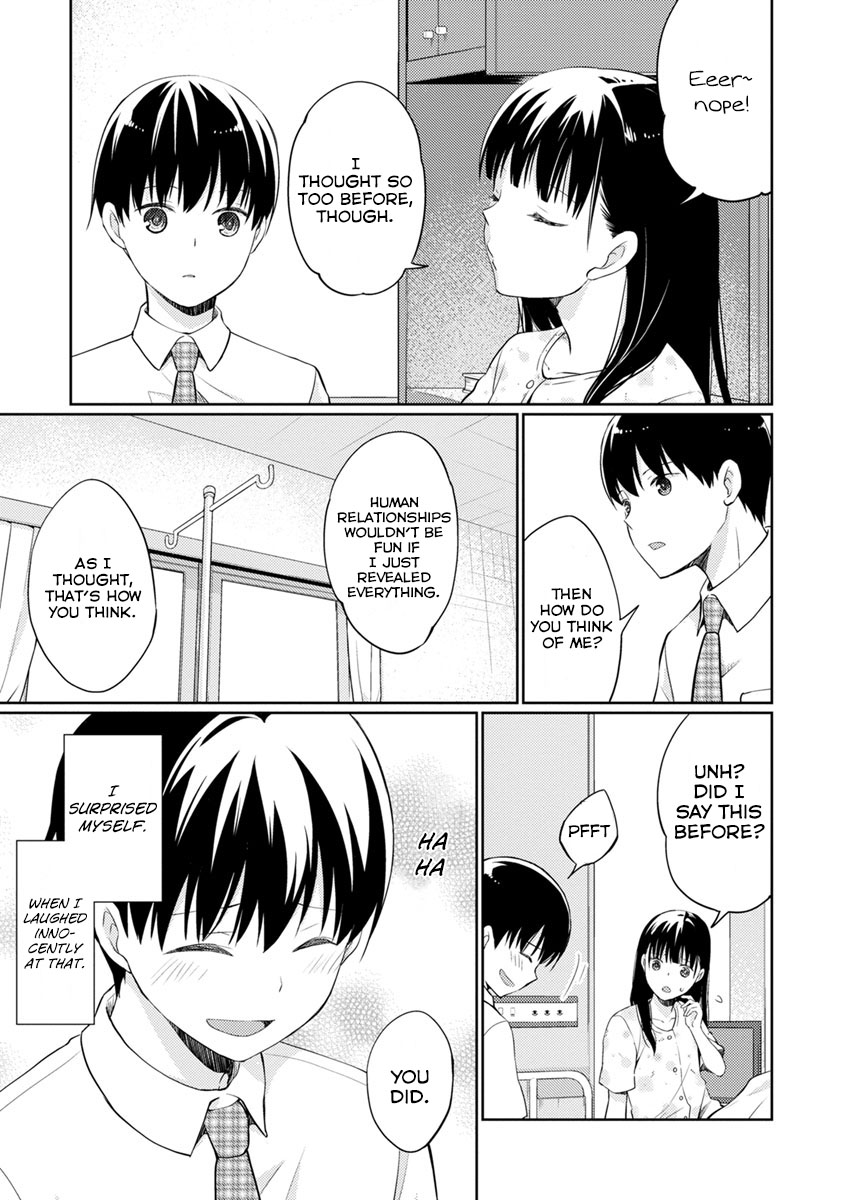 Eeer~
nope!
I
THOUGHT SO
TOO BEFORE,
THOUGH.
THEN
HOW DO
YOU THINK
OF ME?
HUMAN
RELATIONSHIPS
WOULDN'T BE
FUN IF
I JUST
REVEALED
EVERYTHING.
AS I
THOUGHT,
THAT'S HOW
YOU THINK.
UNH?
DID I
SAY THIS
BEFORE?
PFFT
I
SURPRISED
MYSELF.
WHEN I
LAUGHED
INNO-
CENTLY
AT THAT.
HA
HA
YOU
DID.